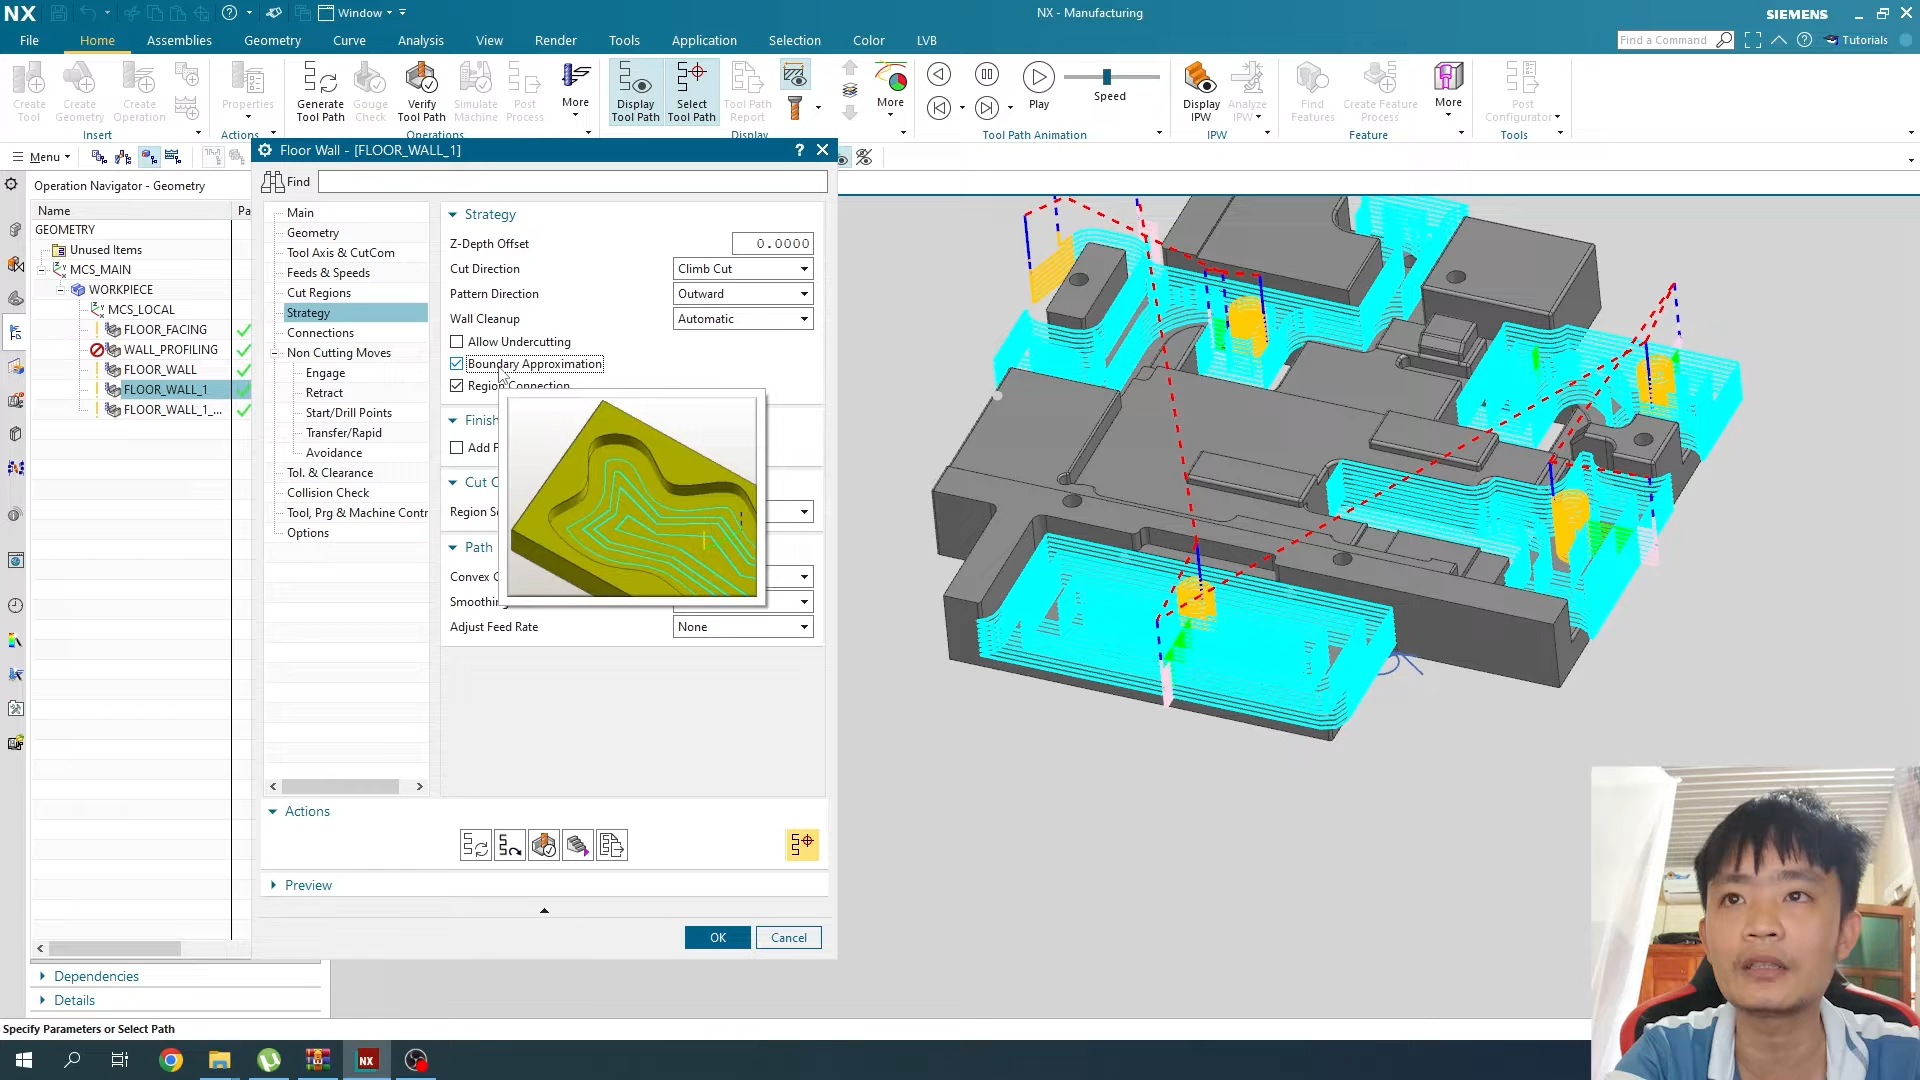 NX
Window
NX - Manufacturing
SIEMENS
File
Home
Assemblies
Geometry
Curve
Analysis
View
Render
Tools
Application
Selection
Color
LVB
Find a Command
Tutorials
Create Tool
Create Geometry
Create Operation
Properties
Generate Tool Path
Gouge Check
Verify Tool Path
Simulate Machine
Post Process
More
Display Tool Path
Select Tool Path
Tool Path Report
More
Play
Speed
Display IPW
Analyze IPW
Find Features
Create Feature Process
More
Post Configurator
Insert
Actions
Operations
Display
Tool Path Animation
IPW
Feature
Tools
Menu
Floor Wall - [FLOOR_WALL_1]
Find
Operation Navigator - Geometry
Name
Pa
GEOMETRY
Unused Items
MCS_MAIN
WORKPIECE
MCS_LOCAL
FLOOR_FACING
WALL_PROFILING
FLOOR_WALL
FLOOR_WALL_1
FLOOR_WALL_1_...
Dependencies
Details
Main
Geometry
Tool Axis & CutCom
Feeds & Speeds
Cut Regions
Strategy
Connections
Non Cutting Moves
Engage
Retract
Start/Drill Points
Transfer/Rapid
Avoidance
Tol. & Clearance
Collision Check
Tool, Prg & Machine Contr
Options
Strategy
Z-Depth Offset 0.0000
Cut Direction Climb Cut
Pattern Direction Outward
Wall Cleanup Automatic
Allow Undercutting
Boundary Approximation
Region Connection
Finish
Add F
Cut C
Region Se
Path
Convex C
Smoothing
Adjust Feed Rate None
Actions
Preview
OK
Cancel
Specify Parameters or Select Path
NX